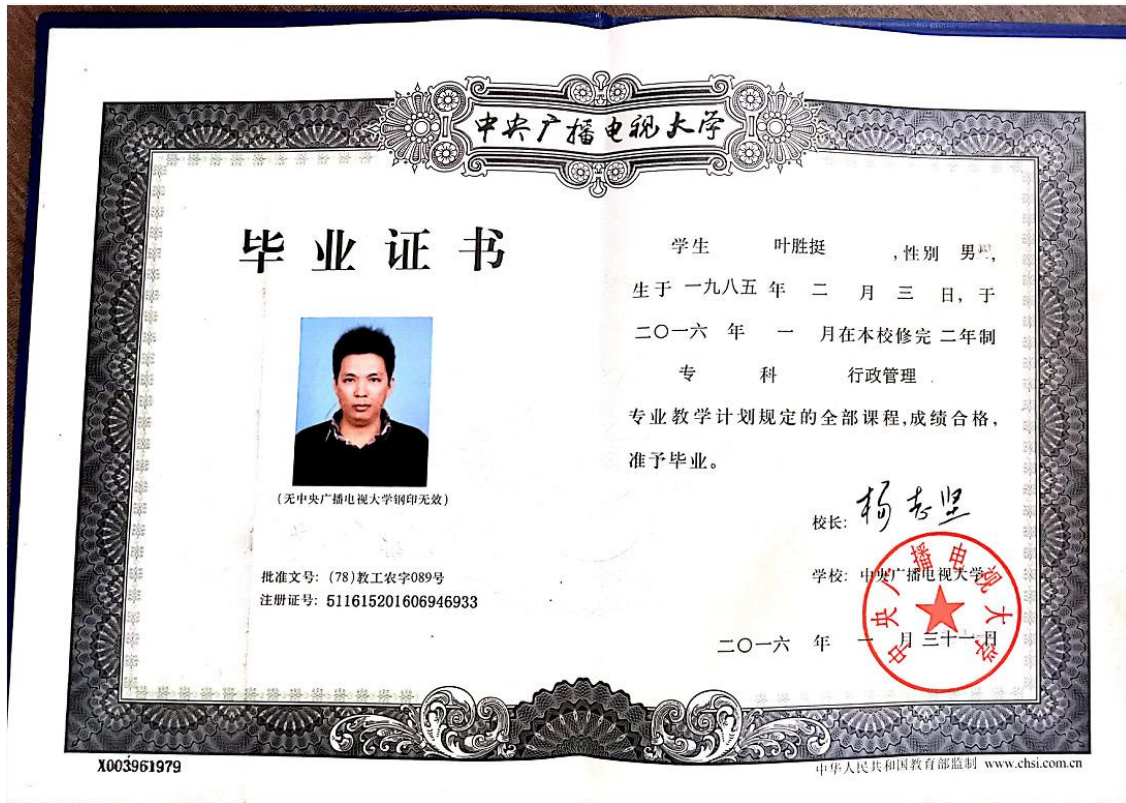 中央广播电视大学
毕业证书
(无中央广播电视大学钢印无效)
批准文号: (78)教工农字089号
注册证号: 511615201606946933
学生 叶胜挺 ,性别 男,
生于 一九八五 年 二 月 三 日, 于
二〇一六 年 一 月在本校修完 二年制
专 科 行政管理
专业教学计划规定的全部课程,成绩合格,
准予毕业。
校长: 杨志坚
学校: 中央广播电视大学
中央广播电视大学
二〇一六 年 一 月 三十一 日
X003961979
中华人民共和国教育部监制 www.chsi.com.cn